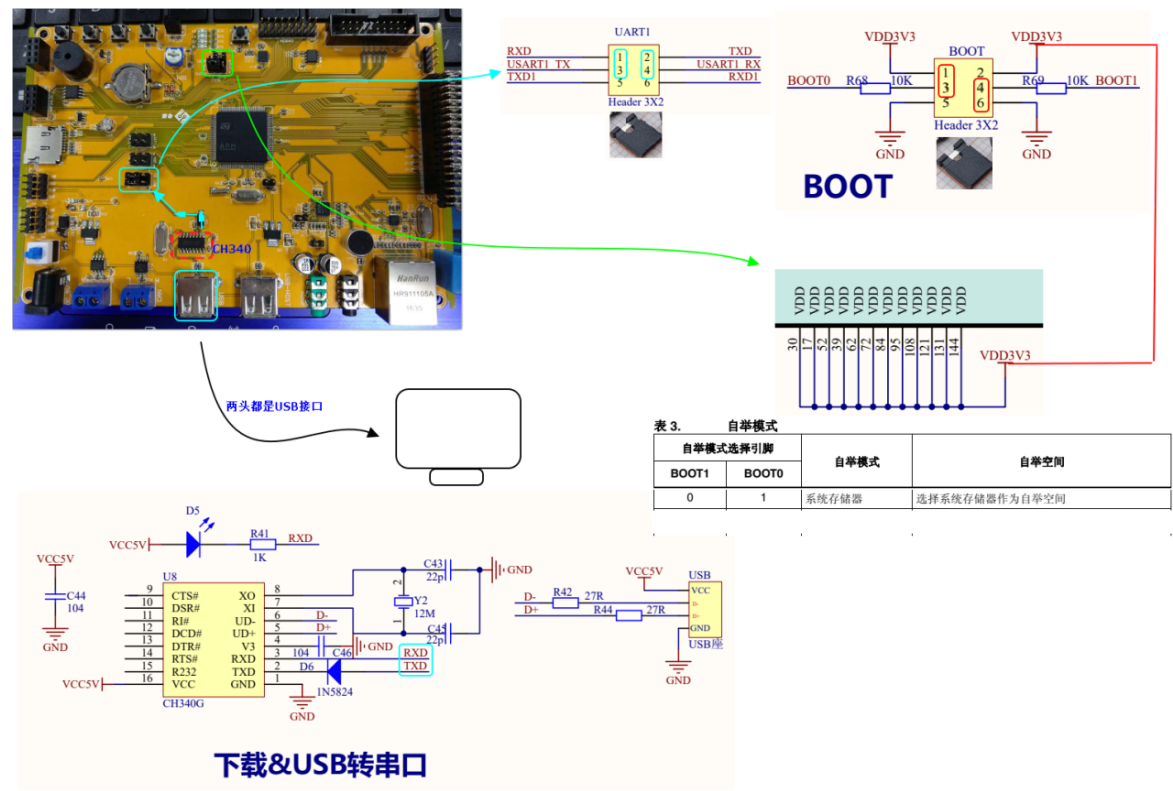 CH340
HanRun
HR911105A
ARM
UART1
RXD
USART1 TX
TXD1
1
3
5
2
4
6
TXD
USART1 RX
RXD1
Header 3X2
VDD3V3
BOOT
VDD3V3
BOOT0
R68
10K
1
3
5
2
4
6
R69
10K
BOOT1
GND
Header 3X2
GND
BOOT
VDD VDD VDD VDD VDD VDD VDD VDD VDD VDD VDD VDD
30 17 52 39 62 72 84 95 108 121 131 144
VDD3V3
两头都是USB接口
表 3. 自举模式
自举模式选择引脚 自举模式 自举空间
BOOT1 BOOT0
0 1 系统存储器 选择系统存储器作为自举空间
D5
VCC5V
R41
1K
RXD
VCC5V
C44
104
GND
U8
9 CTS# XO 8
10 DSR# XI 7
11 RI# UD- 6 D-
12 DCD# UD+ 5 D+
13 DTR# V3 4
14 RTS# RXD 3
15 R232 TXD 2
VCC5V 16 VCC GND 1
CH340G
C43
22p
GND
2
Y2
12M
1
C45
22p
GND
104
C46
RXD
TXD
D6
1N5824
GND
D-
R42
27R
D+
R44
27R
VCC5V
USB
VCC
D-
D+
GND
USB座
GND
下载&USB转串口